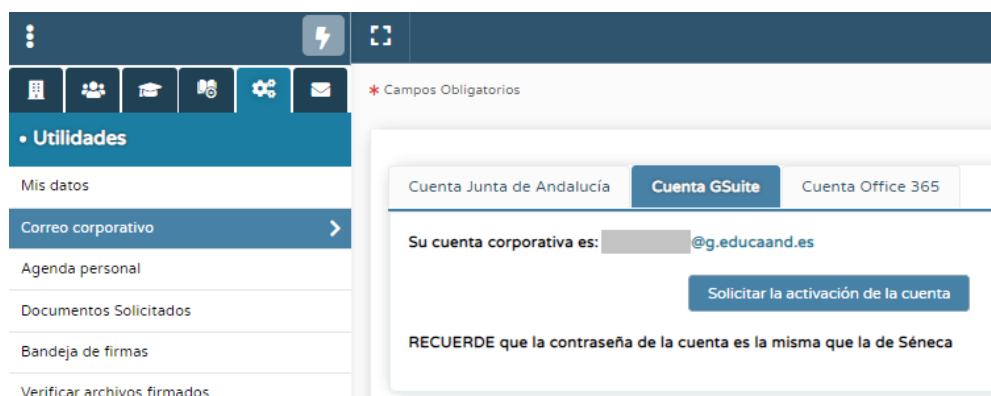 * Campos Obligatorios
• Utilidades
Mis datos
Correo corporativo
Agenda personal
Documentos Solicitados
Bandeja de firmas
Verificar archivos firmados
Cuenta Junta de Andalucía
Cuenta GSuite
Cuenta Office 365
Su cuenta corporativa es: @g.educaand.es
Solicitar la activación de la cuenta
RECUERDE que la contraseña de la cuenta es la misma que la de Séneca